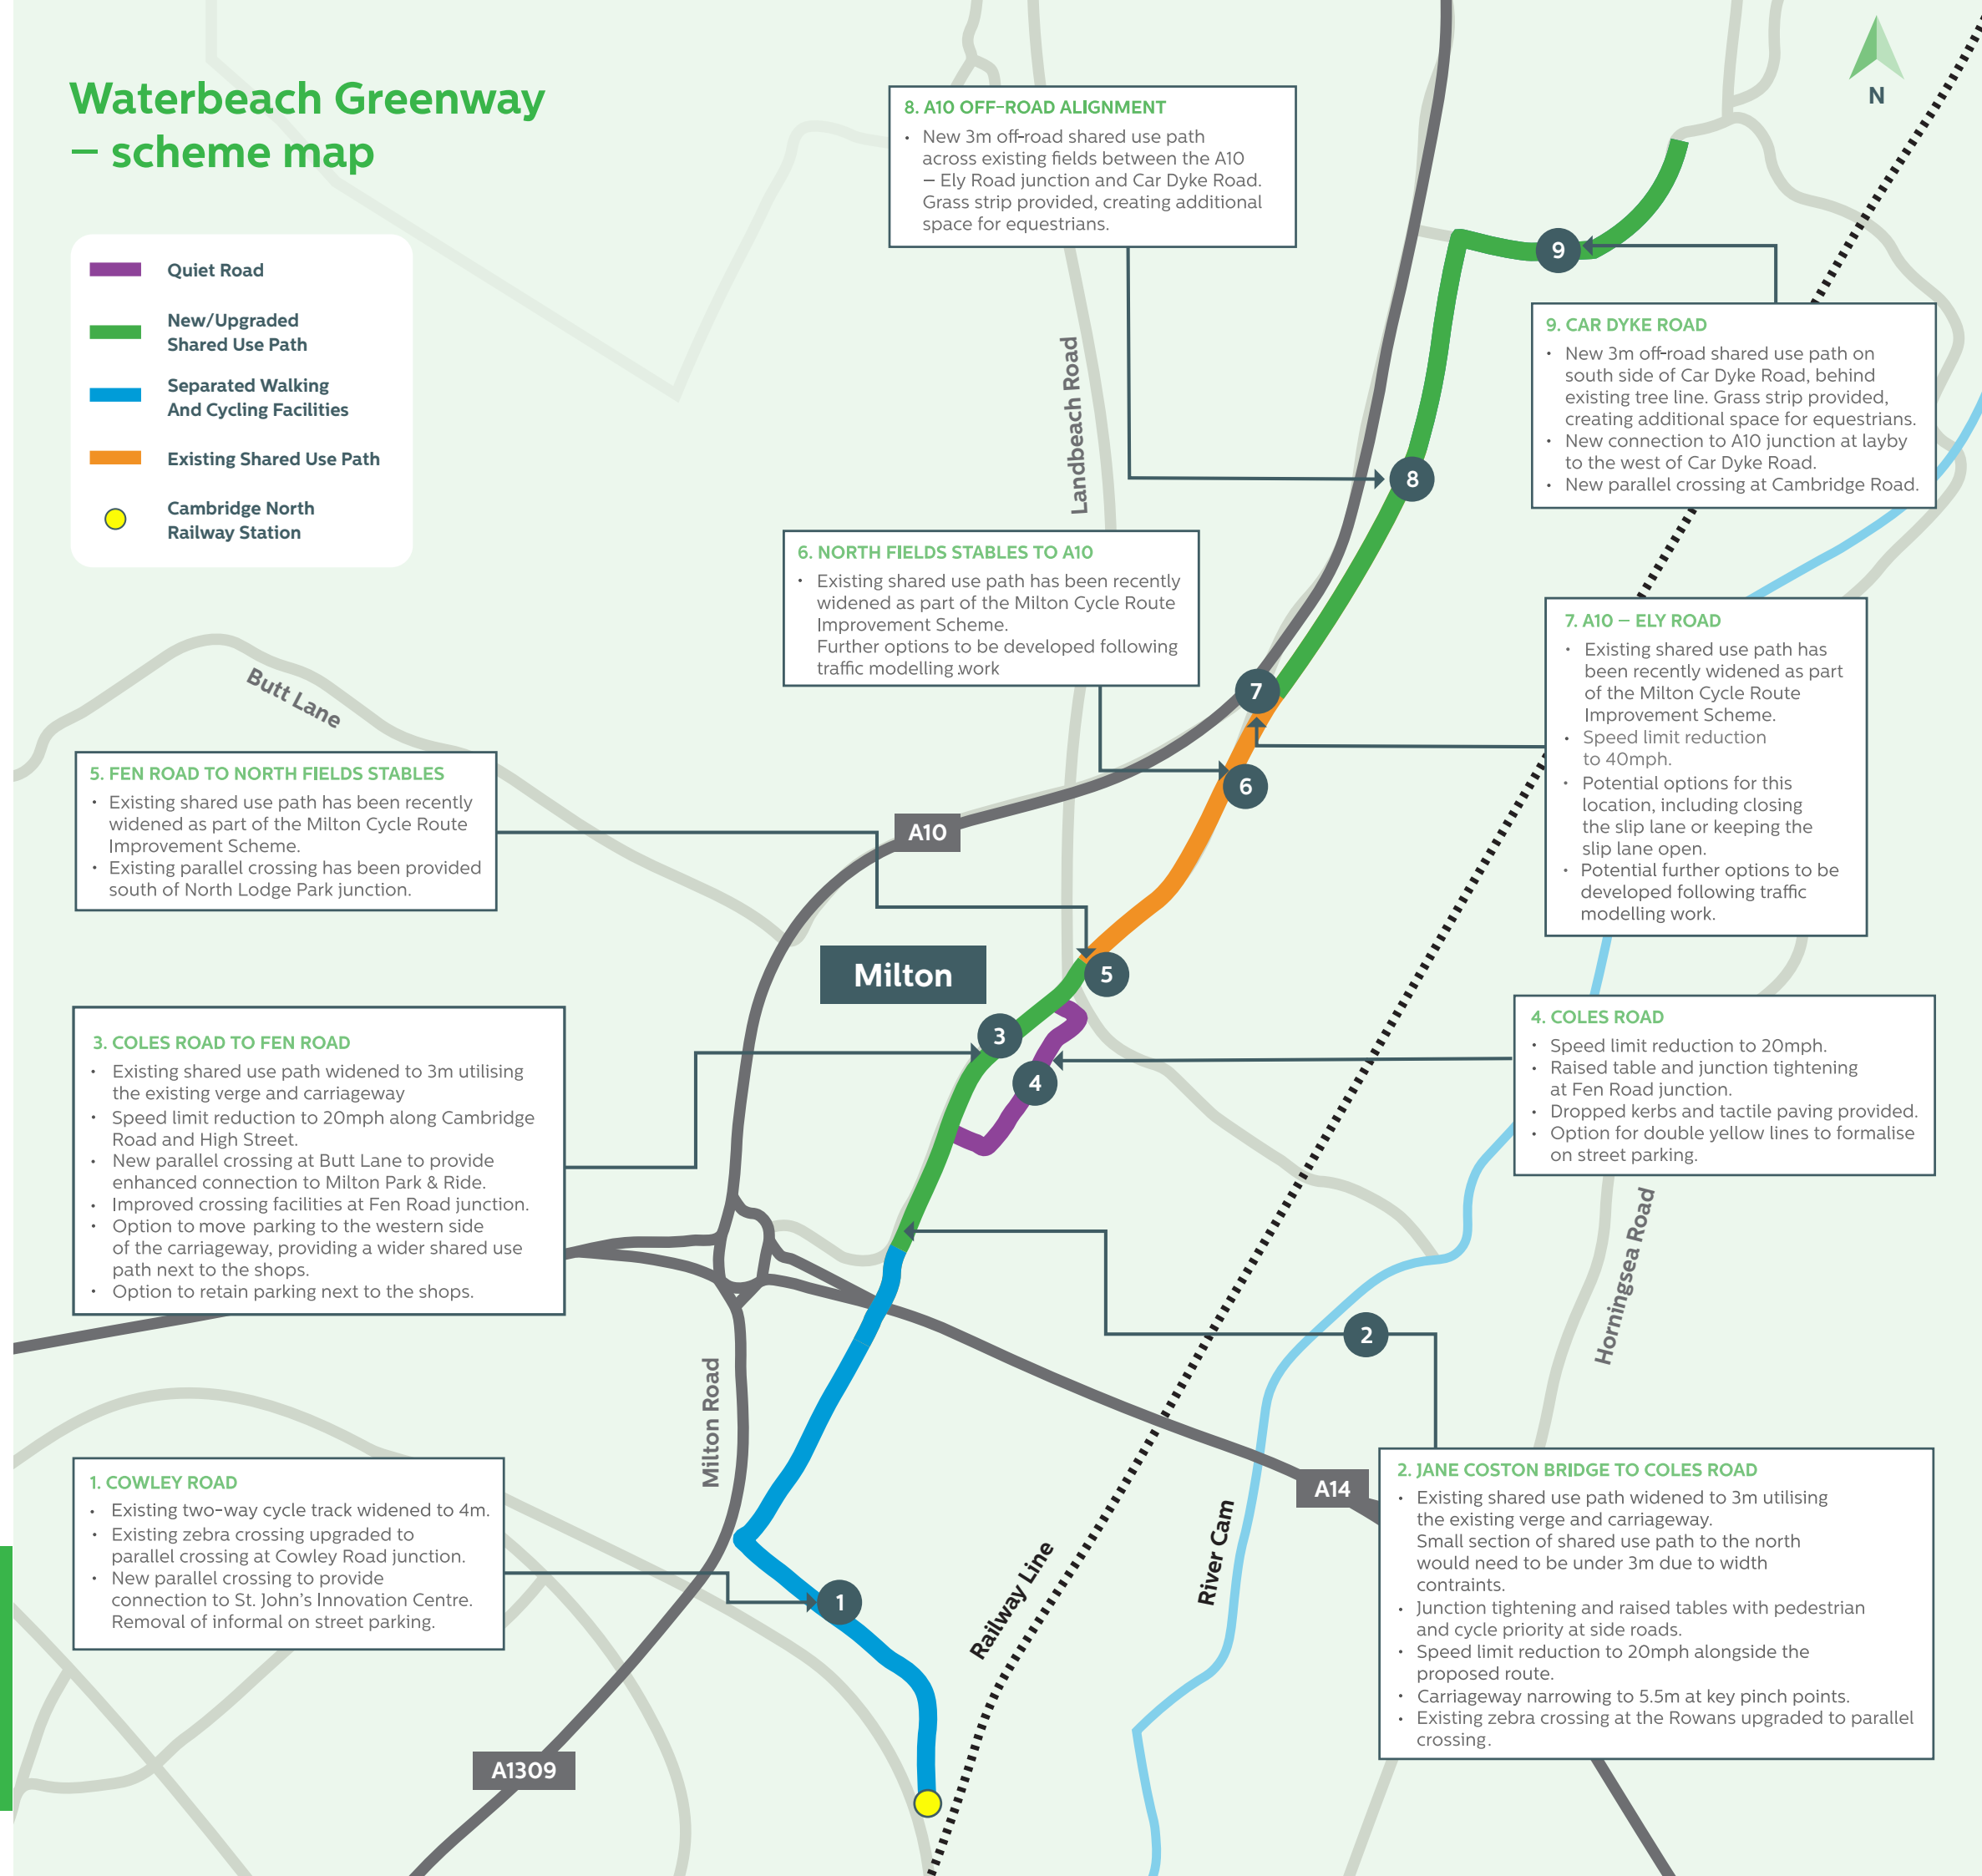 Waterbeach Greenway
– scheme map
N
Quiet Road
New/Upgraded
Shared Use Path
Separated Walking
And Cycling Facilities
Existing Shared Use Path
Cambridge North
Railway Station
8. A10 OFF–ROAD ALIGNMENT
• New 3m off-road shared use path
across existing fields between the A10
– Ely Road junction and Car Dyke Road.
Grass strip provided, creating additional
space for equestrians.
9
9. CAR DYKE ROAD
• New 3m off-road shared use path on
south side of Car Dyke Road, behind
existing tree line. Grass strip provided,
creating additional space for equestrians.
• New connection to A10 junction at layby
to the west of Car Dyke Road.
• New parallel crossing at Cambridge Road.
Landbeach Road
8
6. NORTH FIELDS STABLES TO A10
• Existing shared use path has been recently
widened as part of the Milton Cycle Route
Improvement Scheme.
Further options to be developed following
traffic modelling .work
7. A10 – ELY ROAD
• Existing shared use path has
been recently widened as part
of the Milton Cycle Route
Improvement Scheme.
• Speed limit reduction
to 40mph.
• Potential options for this
location, including closing
the slip lane or keeping the
slip lane open.
• Potential further options to be
developed following traffic
modelling work.
Butt Lane
7
6
A10
5. FEN ROAD TO NORTH FIELDS STABLES
• Existing shared use path has been recently
widened as part of the Milton Cycle Route
Improvement Scheme.
• Existing parallel crossing has been provided
south of North Lodge Park junction.
Milton
5
3
4
3. COLES ROAD TO FEN ROAD
• Existing shared use path widened to 3m utilising
the existing verge and carriageway
• Speed limit reduction to 20mph along Cambridge
Road and High Street.
• New parallel crossing at Butt Lane to provide
enhanced connection to Milton Park & Ride.
• Improved crossing facilities at Fen Road junction.
• Option to move parking to the western side
of the carriageway, providing a wider shared use
path next to the shops.
• Option to retain parking next to the shops.
4. COLES ROAD
• Speed limit reduction to 20mph.
• Raised table and junction tightening
at Fen Road junction.
• Dropped kerbs and tactile paving provided.
• Option for double yellow lines to formalise
on street parking.
Horningsea Road
2
Milton Road
1. COWLEY ROAD
• Existing two-way cycle track widened to 4m.
• Existing zebra crossing upgraded to
parallel crossing at Cowley Road junction.
• New parallel crossing to provide
connection to St. John's Innovation Centre.
Removal of informal on street parking.
1
A14
River Cam
Railway Line
2. JANE COSTON BRIDGE TO COLES ROAD
• Existing shared use path widened to 3m utilising
the existing verge and carriageway.
Small section of shared use path to the north
would need to be under 3m due to width
contraints.
• Junction tightening and raised tables with pedestrian
and cycle priority at side roads.
• Speed limit reduction to 20mph alongside the
proposed route.
• Carriageway narrowing to 5.5m at key pinch points.
• Existing zebra crossing at the Rowans upgraded to parallel
crossing.
A1309